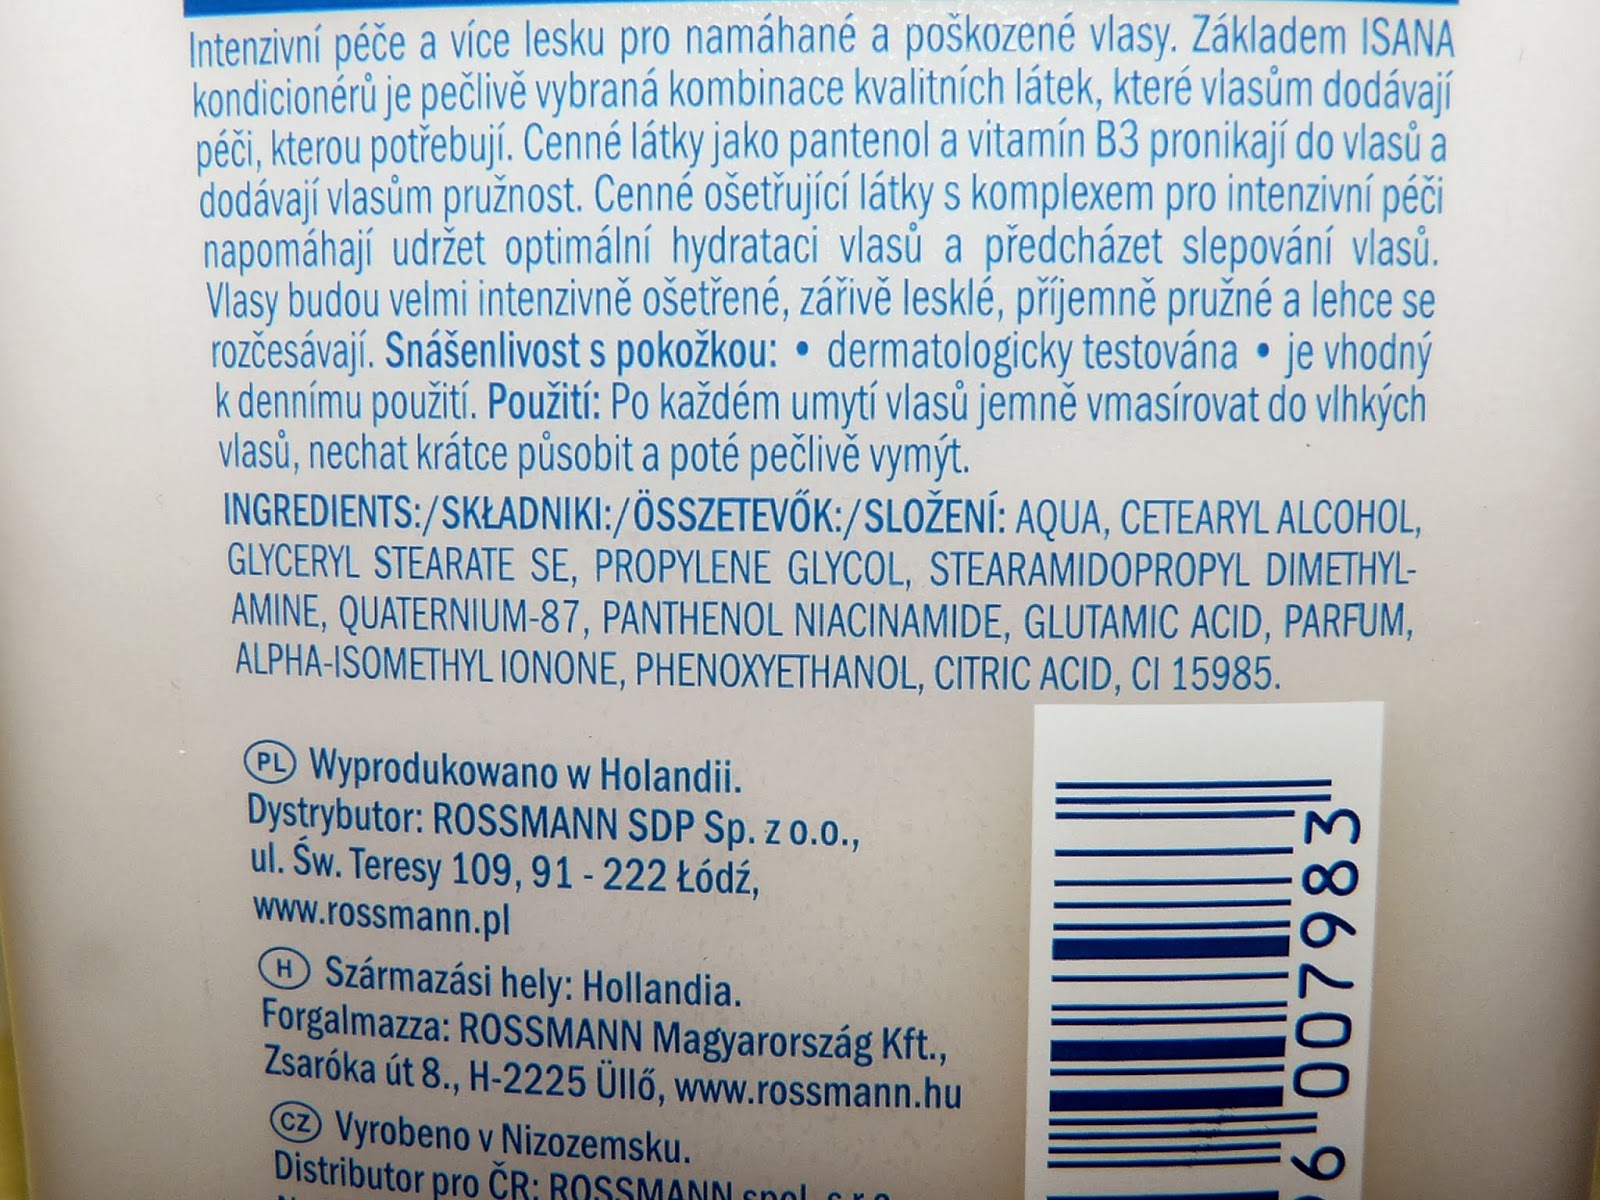 Intenzivní péče a více lesku pro namáhané a poškozené vlasy. Základem ISANA
kondicionérů je pečlivě vybraná kombinace kvalitních látek, které vlasům dodávají
péči, kterou potřebují. Cenné látky jako pantenol a vitamín B3 pronikají do vlasů a
dodávají vlasům pružnost. Cenné ošetřující látky s komplexem pro intenzivní péči
napomáhají udržet optimální hydrataci vlasů a předcházet slepování vlasů.
Vlasy budou velmi intenzivně ošetřené, zářivě lesklé, příjemně pružné a lehce se
rozčesávají. Snášenlivost s pokožkou: • dermatologicky testována • je vhodný
k dennímu použití. Použití: Po každém umytí vlasů jemně vmasírovat do vlhkých
vlasů, nechat krátce působit a poté pečlivě vymýt.
INGREDIENTS:/SKŁADNIKI:/ÖSSZETEVŐK:/SLOŽENÍ: AQUA, CETEARYL ALCOHOL,
GLYCERYL STEARATE SE, PROPYLENE GLYCOL, STEARAMIDOPROPYL DIMETHYL-
AMINE, QUATERNIUM-87, PANTHENOL NIACINAMIDE, GLUTAMIC ACID, PARFUM,
ALPHA-ISOMETHYL IONONE, PHENOXYETHANOL, CITRIC ACID, CI 15985.
PL Wyprodukowano w Holandii.
Dystrybutor: ROSSMANN SDP Sp. z o.o.,
ul. Św. Teresy 109, 91 - 222 Łódź,
www.rossmann.pl
H Származási hely: Hollandia.
Forgalmazza: ROSSMANN Magyarország Kft.,
Zsaróka út 8., H-2225 Üllő, www.rossmann.hu
CZ Vyrobeno v Nizozemsku.
Distributor pro ČR: ROSSMANN spol. s r.o.
6 007983